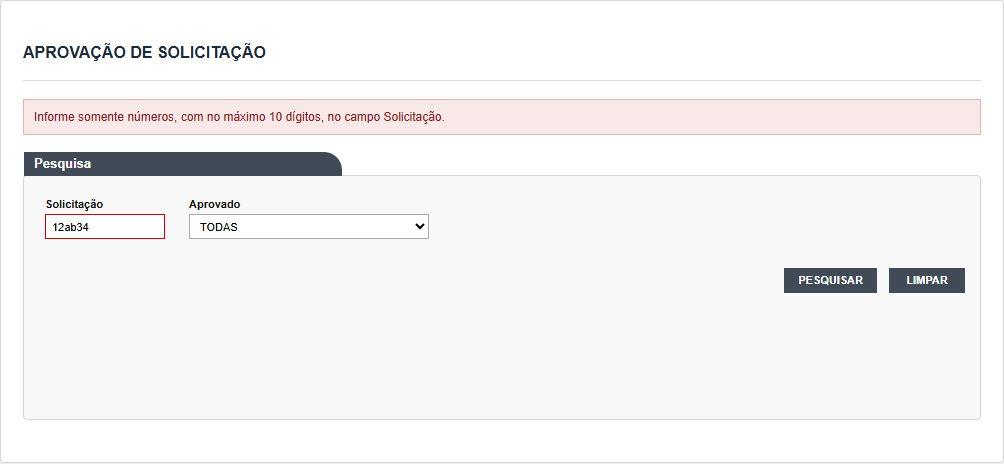 APROVAÇÃO DE SOLICITAÇÃO
Informe somente números, com no máximo 10 dígitos, no campo Solicitação.
Pesquisa
Solicitação Aprovado
12ab34 TODAS
PESQUISAR LIMPAR